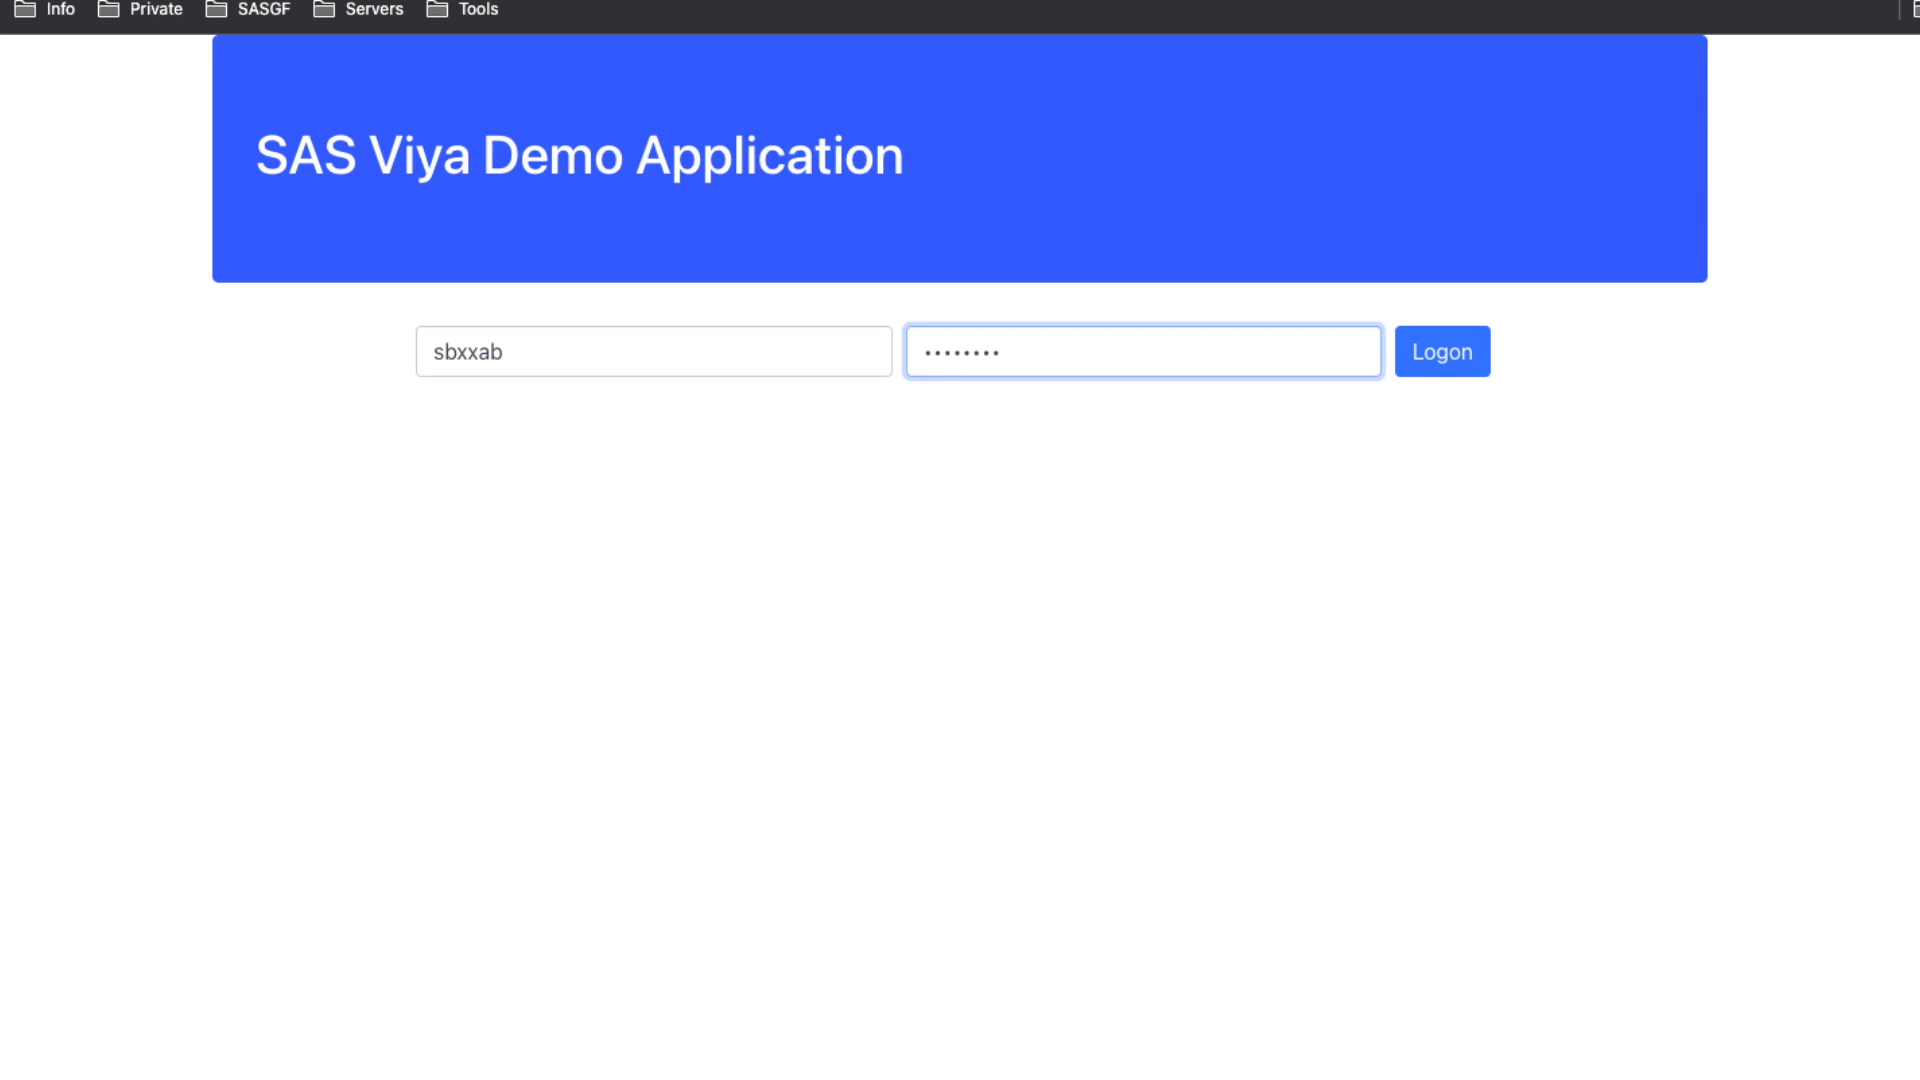 Info Private SASGF Servers Tools
SAS Viya Demo Application
sbxxab •••••••• Logon